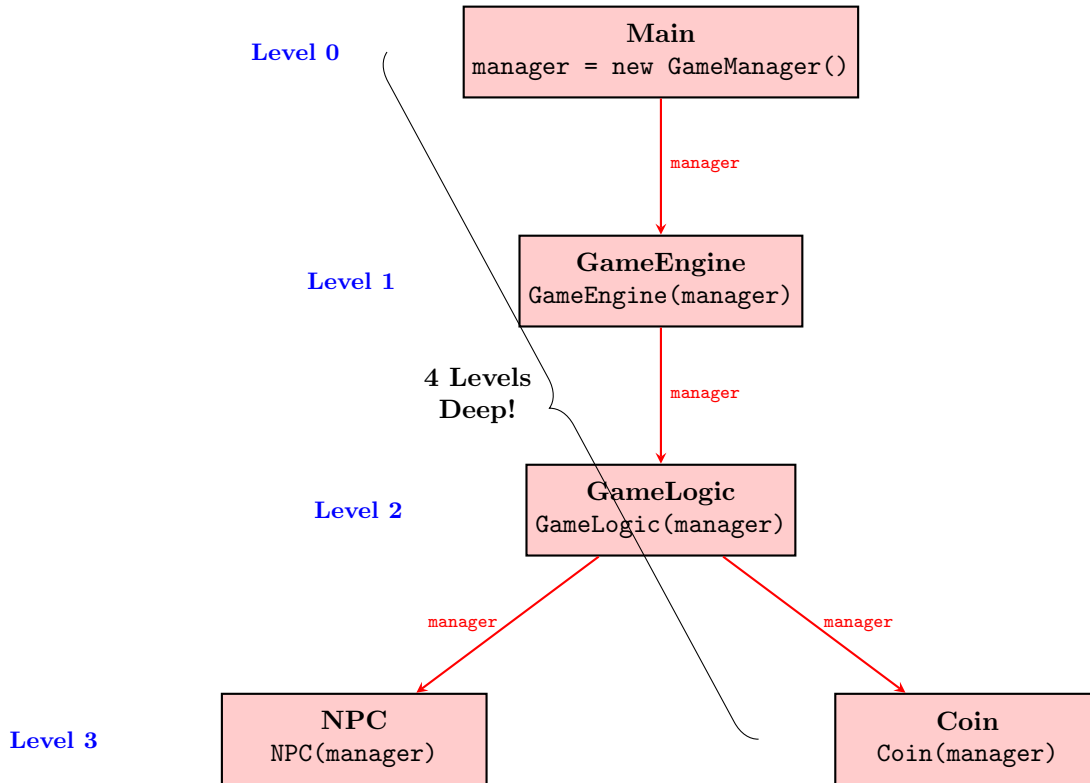 Level 0
Main
manager = new GameManager()
manager
Level 1
GameEngine
GameEngine(manager)
4 Levels
Deep!
manager
Level 2
GameLogic
GameLogic(manager)
manager
manager
Level 3
NPC
NPC(manager)
Coin
Coin(manager)